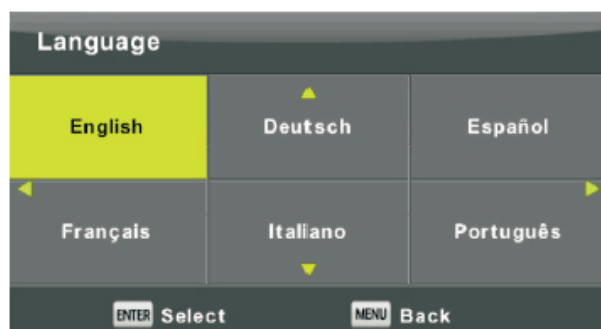 Language
English Deutsch Español
Français Italiano Português
ENTER Select MENU Back